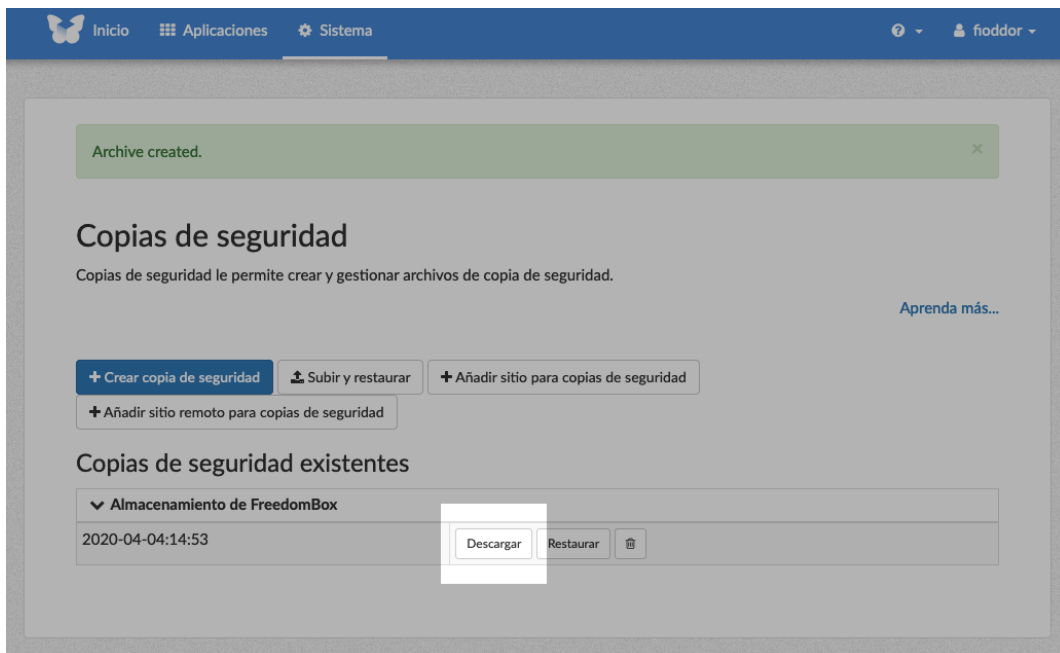 Inicio Aplicaciones Sistema fioddor
Archive created.
Copias de seguridad
Copias de seguridad le permite crear y gestionar archivos de copia de seguridad.
Aprenda más...
Crear copia de seguridad Subir y restaurar Añadir sitio para copias de seguridad
Añadir sitio remoto para copias de seguridad
Copias de seguridad existentes
Almacenamiento de FreedomBox
2020-04-04:14:53 Descargar Restaurar